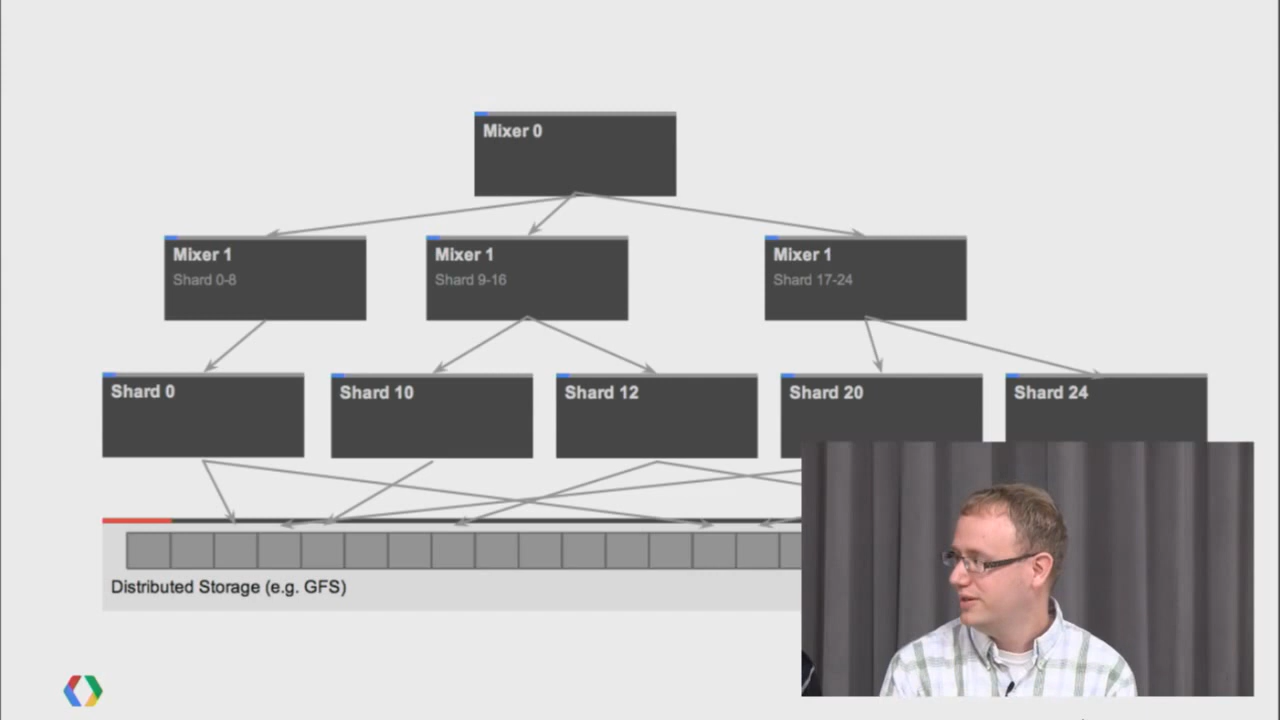 Mixer 0
Mixer 1
Shard 0-8
Mixer 1
Shard 9-16
Mixer 1
Shard 17-24
Shard 0
Shard 10
Shard 12
Shard 20
Shard 24
Distributed Storage (e.g. GFS)